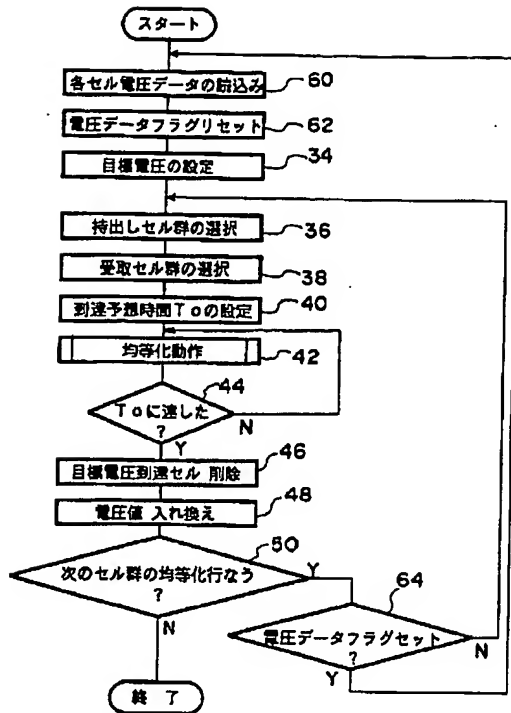 スタート
各セル電圧データの読込み 60
電圧データフラグリセット 62
目標電圧の設定 34
持出しセル群の選択 36
受取セル群の選択 38
到達予想時間Toの設定 40
均等化動作 42
Toに達した 44
?
N
Y
目標電圧到達セル 削除 46
電圧値 入れ換え 48
次のセル群の均等化行なう 50
?
Y
N
電圧データフラグセット 64
?
N
Y
終 了